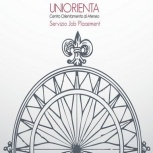 UNIORIENTA
Centro Orientamento di Ateneo
Servizio Job Placement